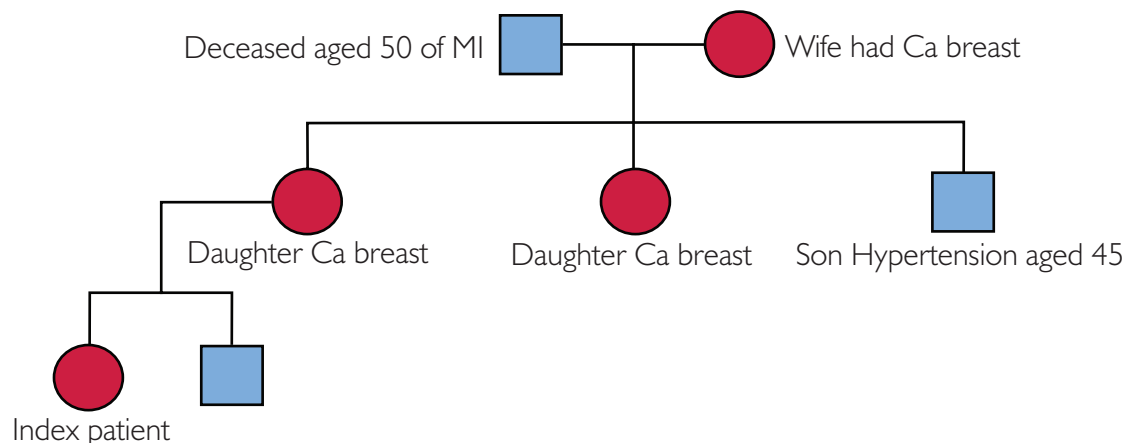 Deceased aged 50 of MI
Wife had Ca breast
Daughter Ca breast
Daughter Ca breast
Son Hypertension aged 45
Index patient